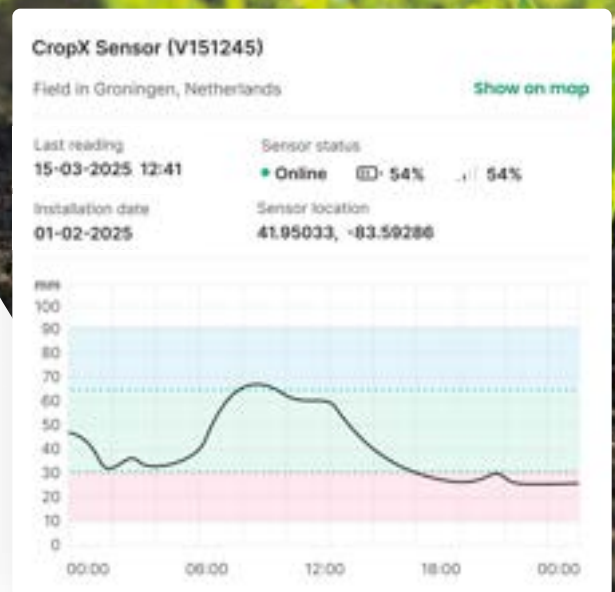 CropX Sensor (V151245)
Field in Groningen, Netherlands Show on map
Last reading Sensor status
15-03-2025 12:41 Online 54% 54%
Installation date Sensor location
01-02-2025 41.95033, -83.59286
mm
100
90
80
70
60
50
40
30
20
10
0
00:00 06:00 12:00 18:00 00:00